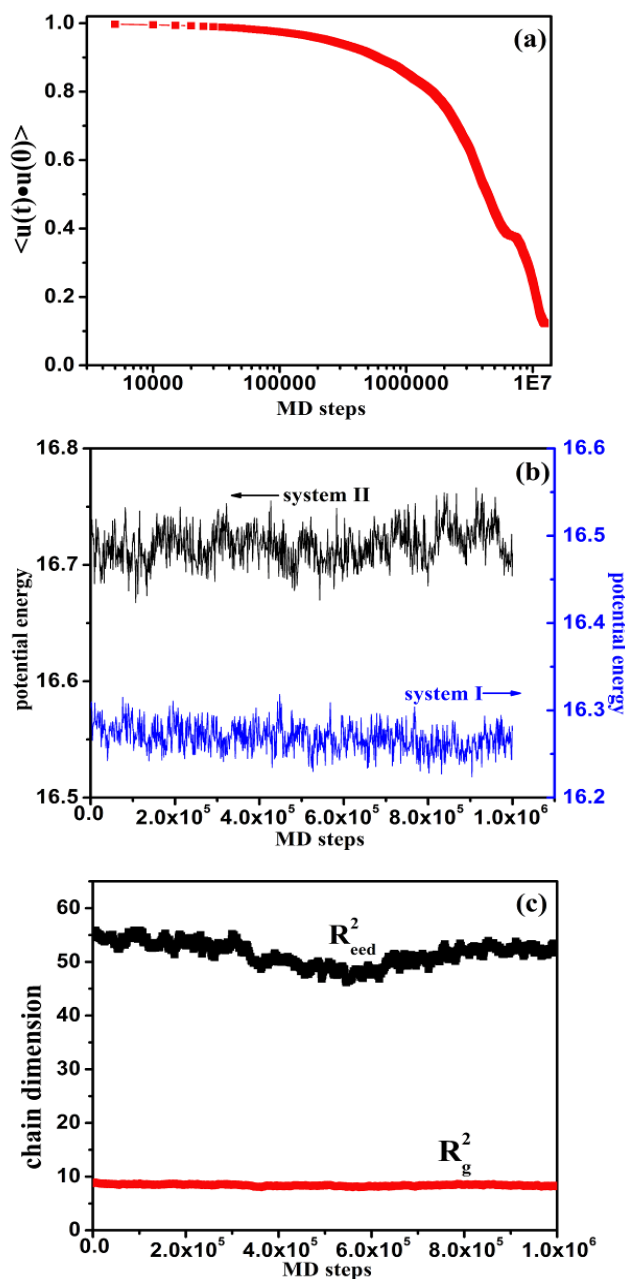 (a)
<u(t)•u(0)>
1.0
0.8
0.6
0.4
0.2
0.0
10000 100000 1000000 1E7
MD steps
(b)
potential energy
16.8
16.7
16.6
16.5
system II
system I
16.6
16.5
16.4
16.3
16.2
potential energy
0.0 2.0x10^5 4.0x10^5 6.0x10^5 8.0x10^5 1.0x10^6
MD steps
(c)
chain dimension
60
50
40
30
20
10
0
R²eed
R²g
0.0 2.0x10^5 4.0x10^5 6.0x10^5 8.0x10^5 1.0x10^6
MD steps